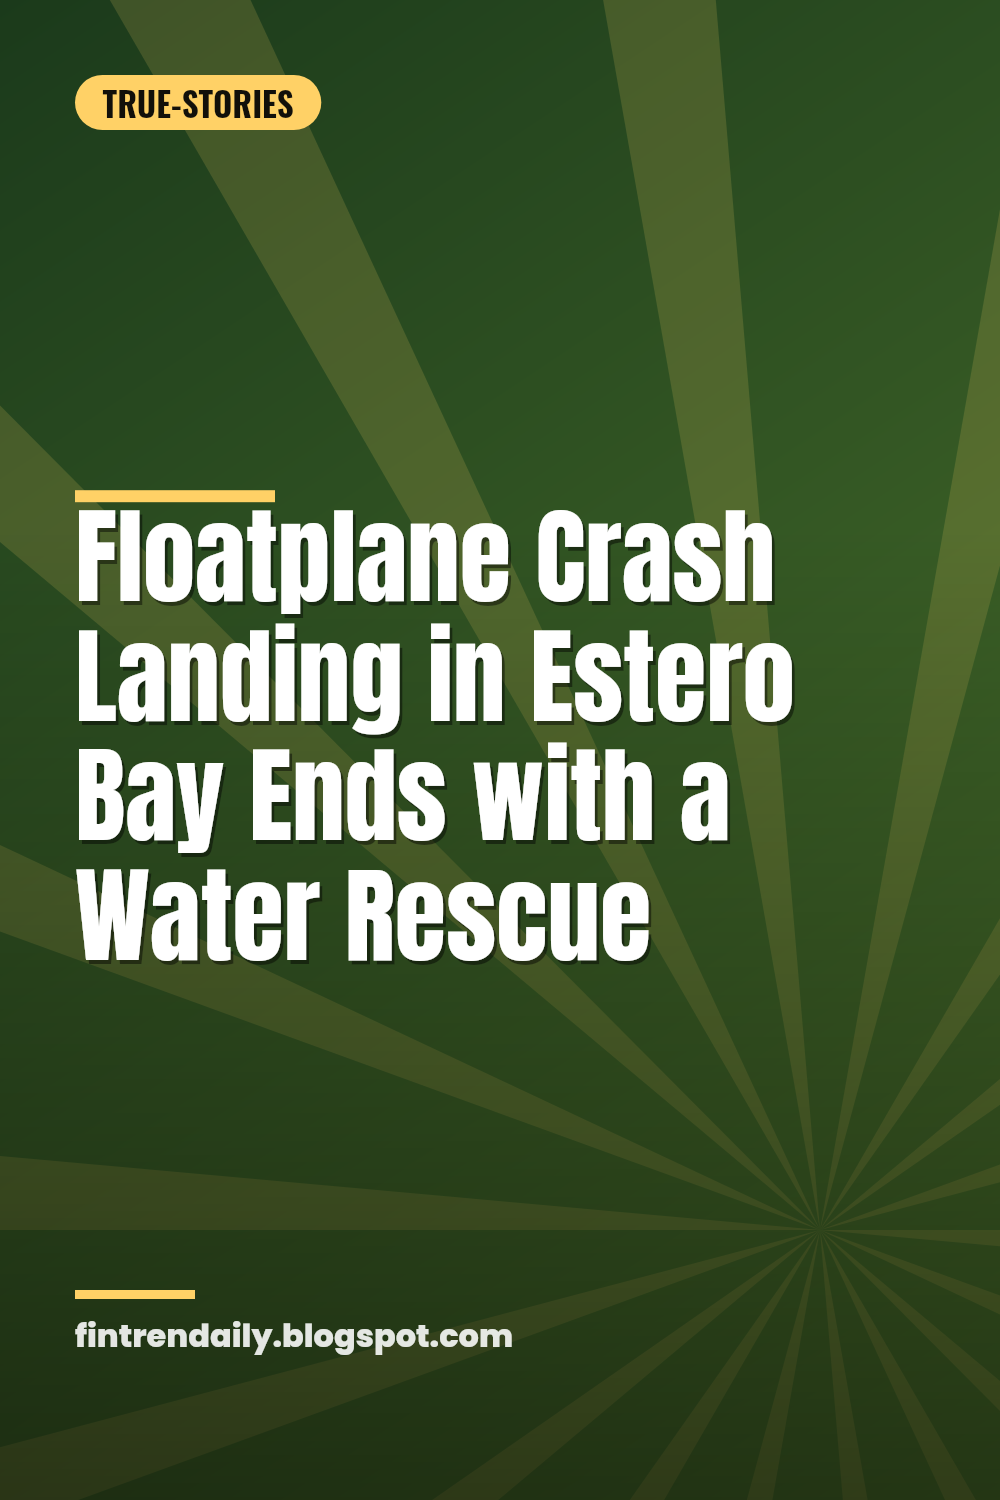 TRUE-STORIES
Floatplane Crash
Landing in Estero
Bay Ends with a
Water Rescue
fintrendaily.blogspot.com